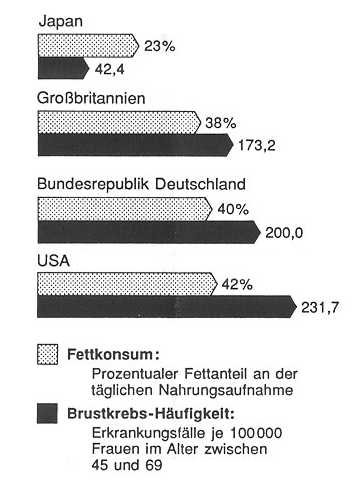 Japan
23%
42,4
Großbritannien
38%
173,2
Bundesrepublik Deutschland
40%
200,0
USA
42%
231,7
Fettkonsum:
Prozentualer Fettanteil an der
täglichen Nahrungsaufnahme
Brustkrebs-Häufigkeit:
Erkrankungsfälle je 100000
Frauen im Alter zwischen
45 und 69